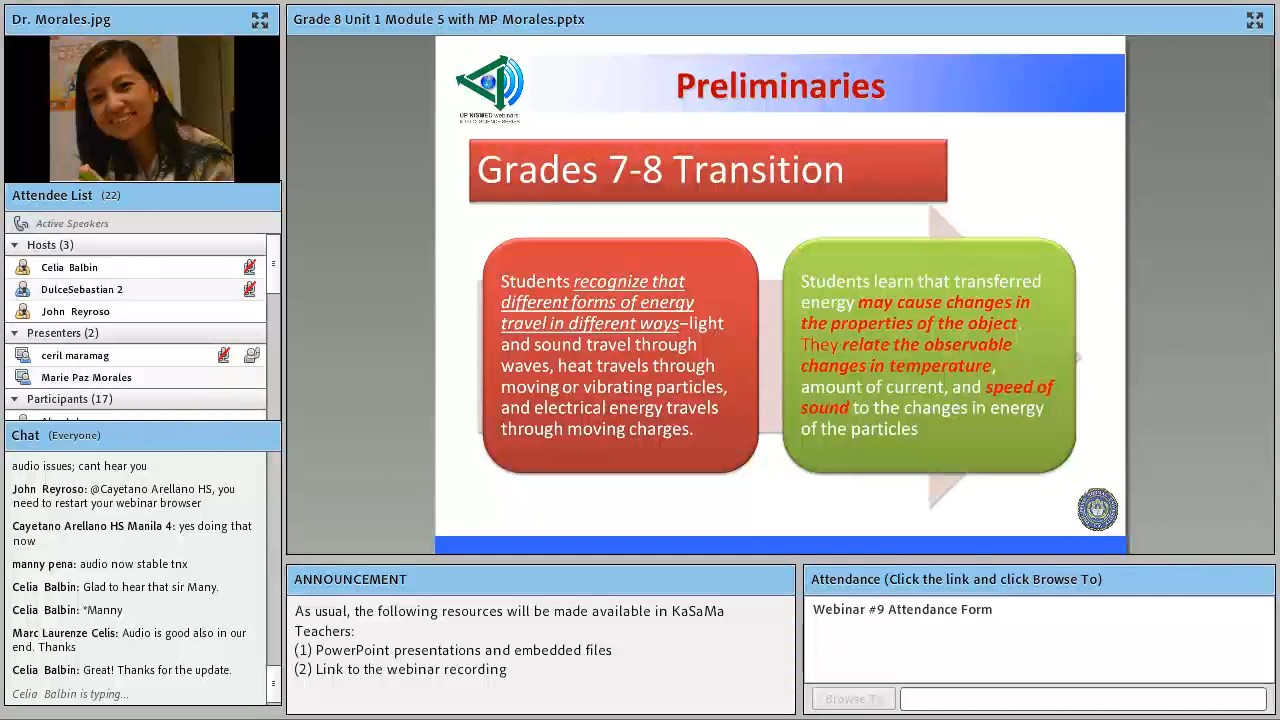 Dr. Morales.jpg
Attendee List (22)
Active Speakers
Hosts (3)
Celia Balbin
DulceSebastian 2
John Reyroso
Presenters (2)
ceril maramag
Marie Paz Morales
Participants (17)
Chat (Everyone)
audio issues; cant hear you
John Reyroso: @Cayetano Arellano HS, you
need to restart your webinar browser
Cayetano Arellano HS Manila 4: yes doing that
now
manny pena: audio now stable tnx
Celia Balbin: Glad to hear that sir Many.
Celia Balbin: *Manny
Marc Laurenze Celis: Audio is good also in our
end. Thanks
Celia Balbin: Great! Thanks for the update.
Celia Balbin is typing...
Grade 8 Unit 1 Module 5 with MP Morales.pptx
UP NISMED webinars:
K TO 12 SCIENCE SERIES
Preliminaries
Grades 7-8 Transition
Students recognize that
different forms of energy
travel in different ways–light
and sound travel through
waves, heat travels through
moving or vibrating particles,
and electrical energy travels
through moving charges.
Students learn that transferred
energy may cause changes in
the properties of the object.
They relate the observable
changes in temperature,
amount of current, and speed of
sound to the changes in energy
of the particles
ANNOUNCEMENT
As usual, the following resources will be made available in KaSaMa
Teachers:
(1) PowerPoint presentations and embedded files
(2) Link to the webinar recording
Attendance (Click the link and click Browse To)
Webinar #9 Attendance Form
Browse To